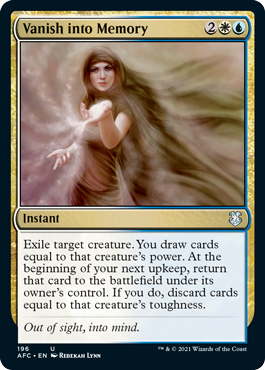 Vanish into Memory 2
Instant
Exile target creature. You draw cards
equal to that creature's power. At the
beginning of your next upkeep, return
that card to the battlefield under its
owner's control. If you do, discard cards
equal to that creature's toughness.
Out of sight, into mind.
196 U
AFC • EN Rebekah Lynn
™ & © 2021 Wizards of the Coast